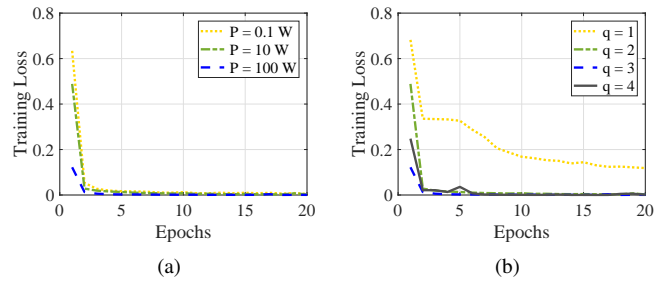 0.8
0.6
0.4
0.2
0
0 5 10 15 20
Training Loss
Epochs
P = 0.1 W
P = 10 W
P = 100 W
(a)
0.8
0.6
0.4
0.2
0
0 5 10 15 20
Training Loss
Epochs
q = 1
q = 2
q = 3
q = 4
(b)